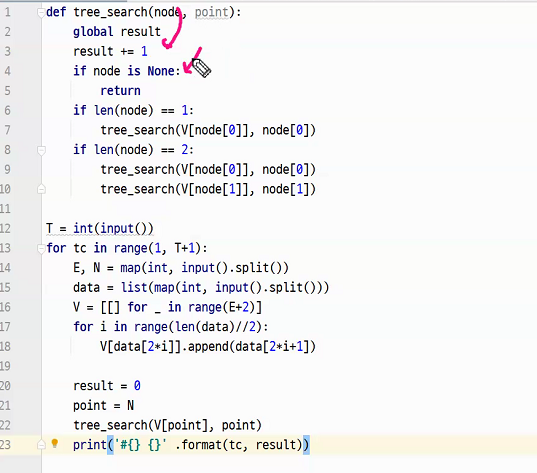 1 def tree_search(node, point):
2     global result
3     result += 1
4     if node is None:
5         return
6     if len(node) == 1:
7         tree_search(V[node[0]], node[0])
8     if len(node) == 2:
9         tree_search(V[node[0]], node[0])
10         tree_search(V[node[1]], node[1])
11
12 T = int(input())
13 for tc in range(1, T+1):
14     E, N = map(int, input().split())
15     data = list(map(int, input().split()))
16     V = [[] for _ in range(E+2)]
17     for i in range(len(data)//2):
18         V[data[2*i]].append(data[2*i+1])
19
20     result = 0
21     point = N
22     tree_search(V[point], point)
23     print('#{} {}' .format(tc, result))